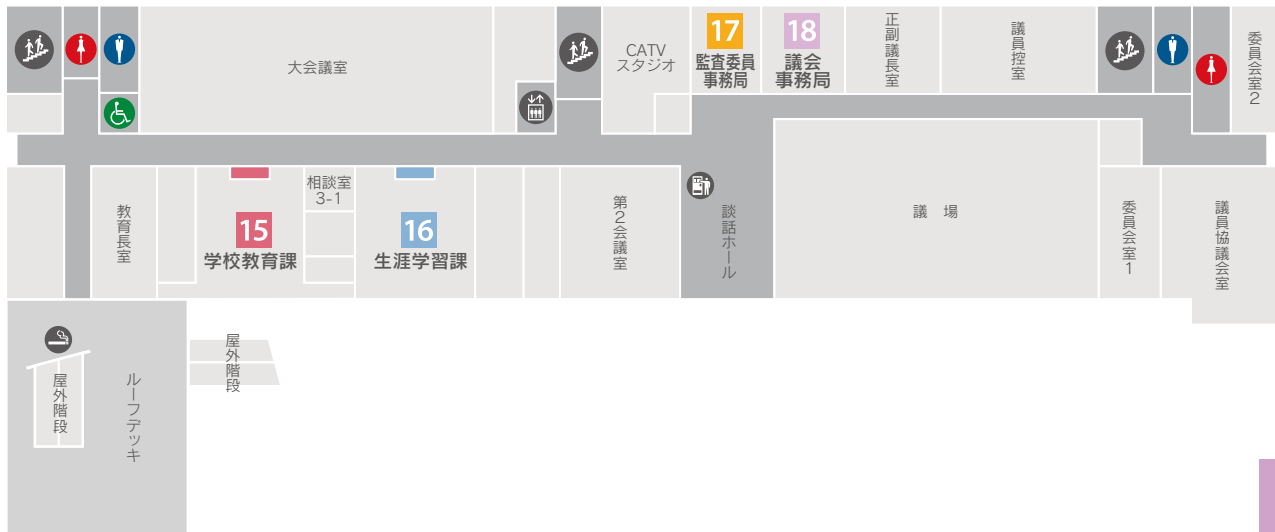 大会議室
CATV
スタジオ
17
監査委員
事務局
18
議会
事務局
正副議長室
議員控室
委員会室2
教育長室
15
学校教育課
相談室
3-1
16
生涯学習課
第2会議室
談話ホール
議 場
委員会室1
議員協議会室
屋外階段
ルーフデッキ
屋外階段